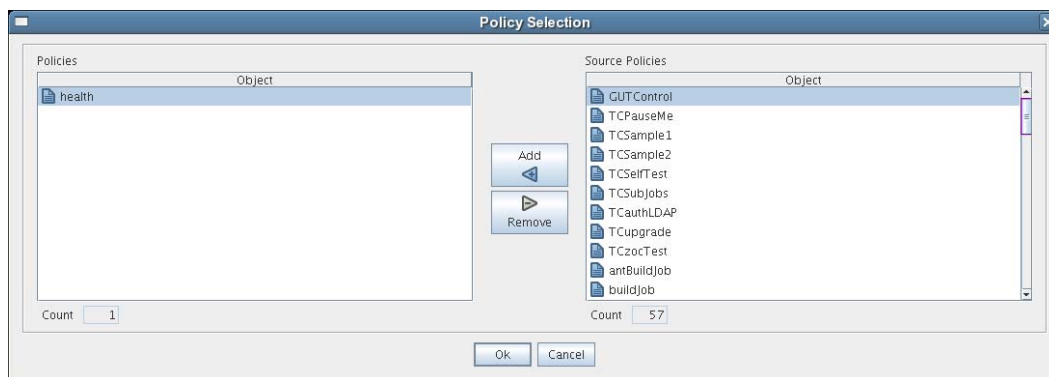 Policy Selection
Policies
Source Policies
Object
Object
health
GUTControl
TCPauseMe
TCSample1
TCSample2
TCSelfTest
TCSubJobs
TCauthLDAP
TCupgrade
TCzocTest
antBuildJob
buildJob
Add
Remove
Count 1
Count 57
Ok
Cancel